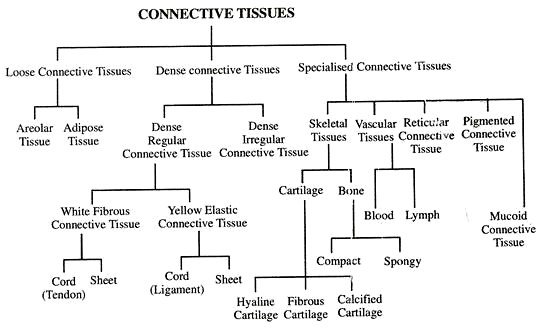 CONNECTIVE TISSUES
Loose Connective Tissues
Dense connective Tissues
Specialised Connective Tissues
Areolar
Tissue
Adipose
Tissue
Dense
Regular
Connective Tissue
Dense
Irregular
Connective Tissue
Skeletal
Tissues
Vascular
Tissues
Reticular
Connective
Tissue
Pigmented
Connective
Tissue
Mucoid
Connective
Tissue
White Fibrous
Connective Tissue
Yellow Elastic
Connective Tissue
Cartilage
Bone
Blood
Lymph
Cord
(Tendon)
Sheet
Cord
(Ligament)
Sheet
Compact
Spongy
Hyaline
Cartilage
Fibrous
Cartilage
Calcified
Cartilage